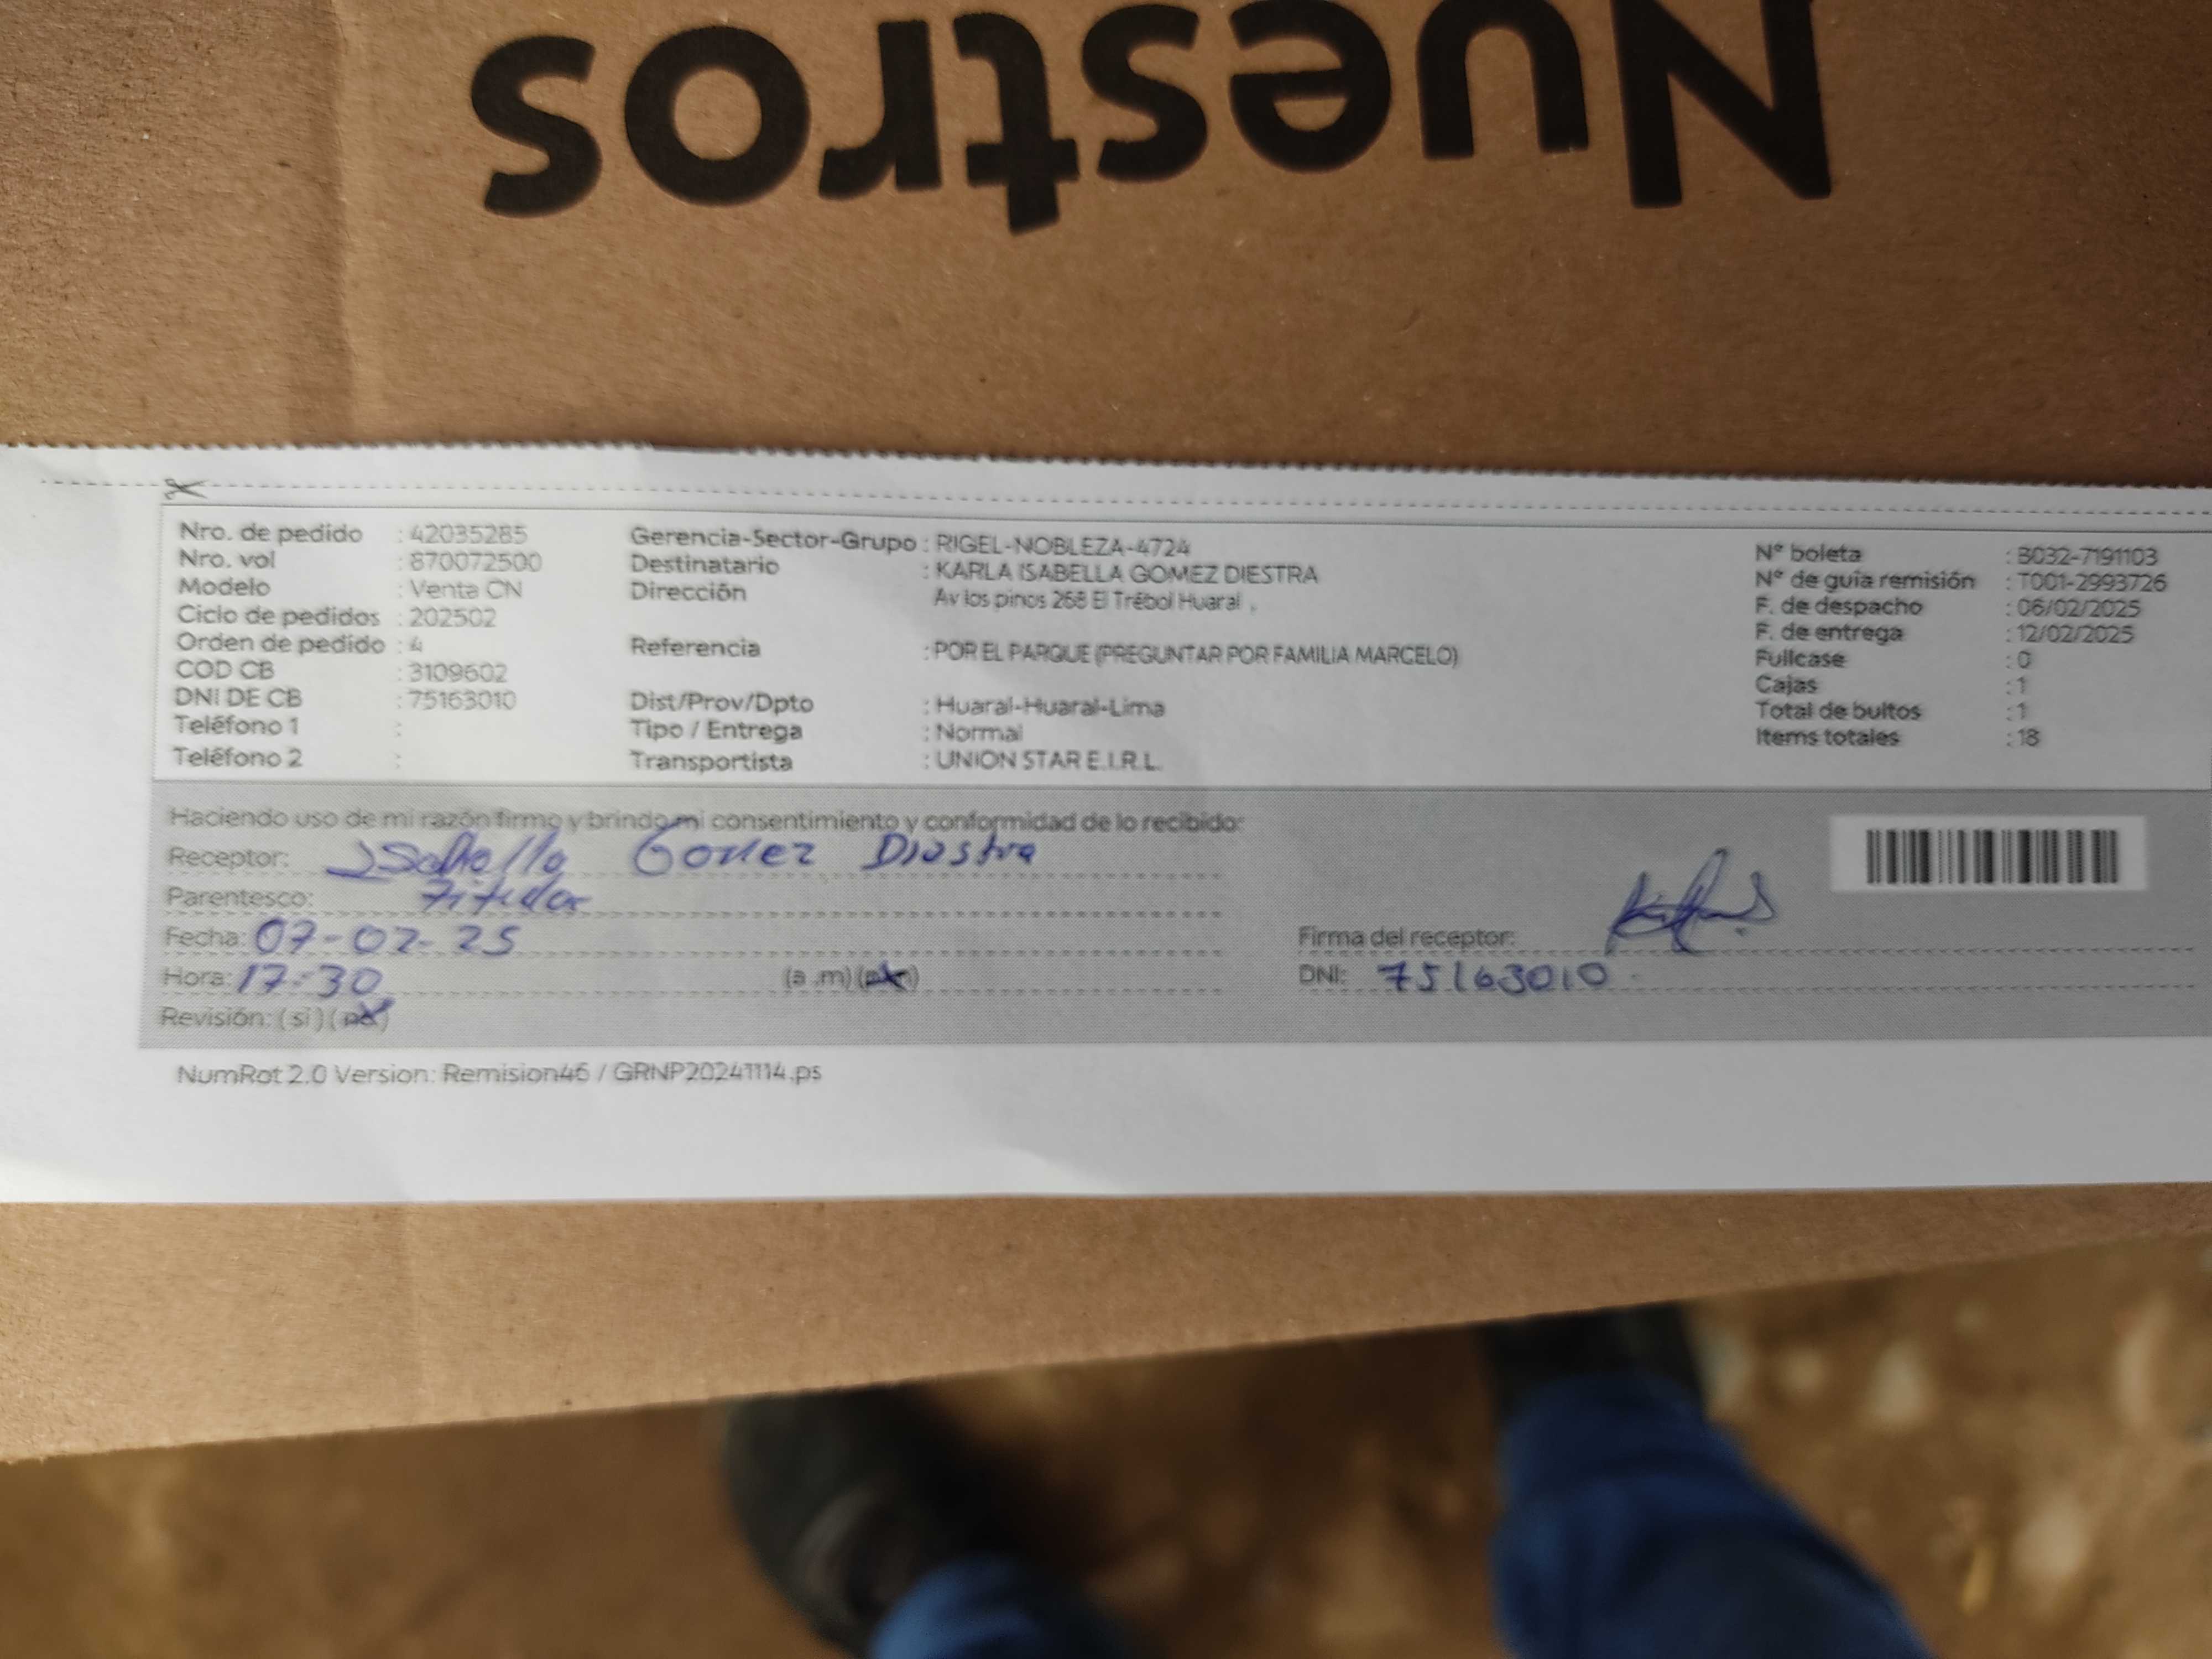 Nuestros
Nro. de pedido : 42035285
Nro. vol : 870072500
Modelo : Venta CN
Ciclo de pedidos : 202502
Orden de pedido : 4
COD CB : 3109602
DNI DE CB : 75163010
Teléfono 1 :
Teléfono 2 :
Gerencia-Sector-Grupo : RIGEL-NOBLEZA-4724
Destinatario : KARLA ISABELLA GOMEZ DIESTRA
Dirección Av los pinos 268 El Trébol Huaral .
Referencia : POR EL PARQUE (PREGUNTAR POR FAMILIA MARCELO)
Dist/Prov/Dpto : Huaral-Huaral-Lima
Tipo / Entrega : Normal
Transportista : UNION STAR E.I.R.L.
N° boleta : B032-7191103
N° de guía remisión : T001-2993726
F. de despacho : 06/02/2025
F. de entrega : 12/02/2025
Fullcase : 0
Cajas : 1
Total de bultos : 1
Items totales : 18
Haciendo uso de mi razón firmo y brindo mi consentimiento y conformidad de lo recibido:
Receptor: Isabella Gomez Diestra
Parentesco: Titular
Fecha: 07-02-25
Hora: 17:30 (a .m) (p.m)
Revisión: ( si ) ( no )
Firma del receptor:
DNI: 75163010
NumRot 2.0 Version: Remision46 / GRNP20241114.ps